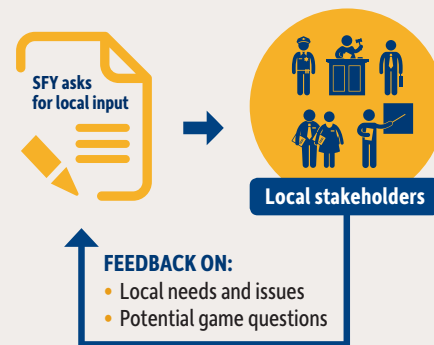 SFY asks
for local input
Local stakeholders
FEEDBACK ON:
• Local needs and issues
• Potential game questions